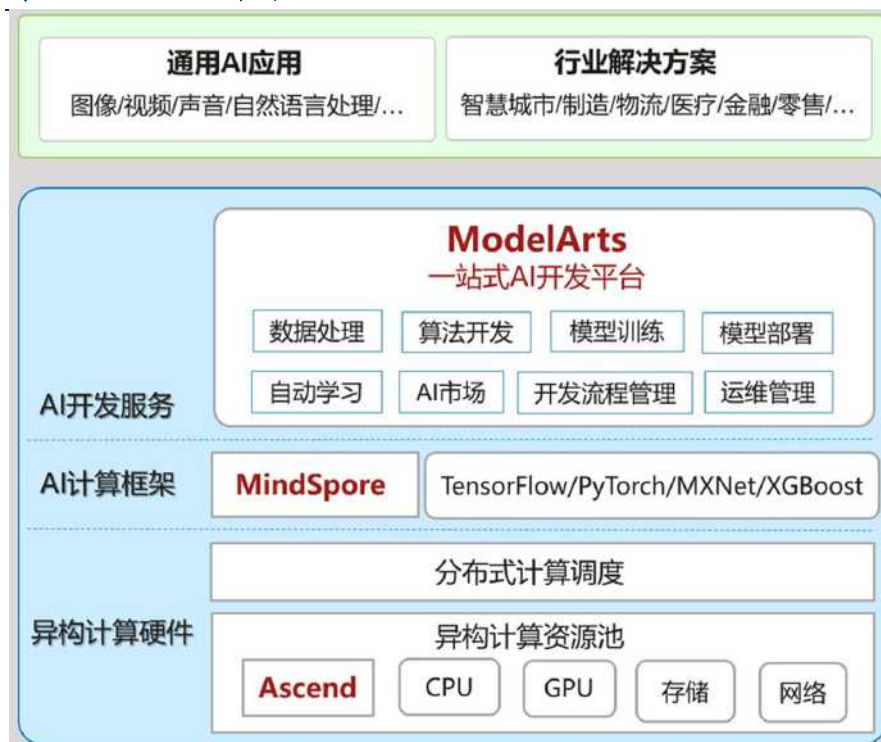 通用AI应用
图像/视频/声音/自然语言处理/...
行业解决方案
智慧城市/制造/物流/医疗/金融/零售/...
ModelArts
一站式AI开发平台
数据处理 算法开发 模型训练 模型部署
自动学习 AI市场 开发流程管理 运维管理
AI开发服务
AI计算框架
MindSpore
TensorFlow/PyTorch/MXNet/XGBoost
异构计算硬件
分布式计算调度
异构计算资源池
Ascend CPU GPU 存储 网络